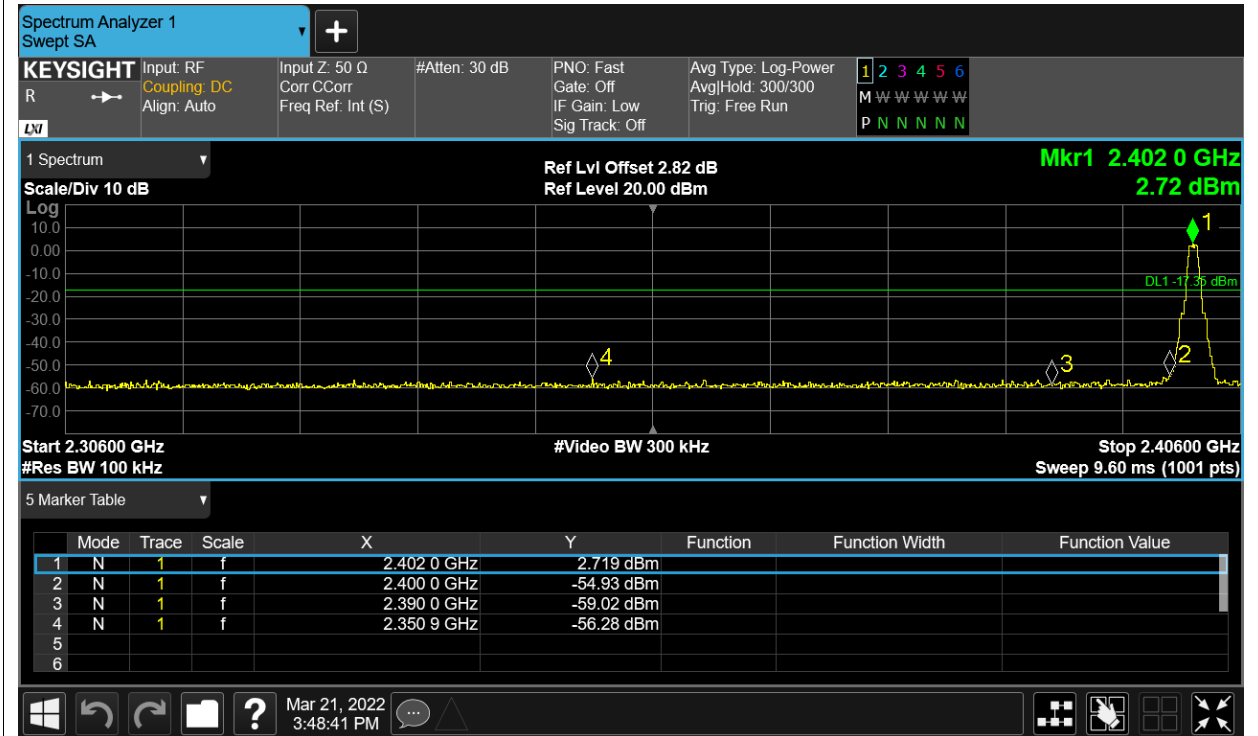 Spectrum Analyzer 1
Swept SA
+
KEYSIGHT Input: RF Input Z: 50 Ω #Atten: 30 dB PNO: Fast Avg Type: Log-Power 1 2 3 4 5 6
R Coupling: DC Corr CCorr Gate: Off Avg|Hold: 300/300 M W W W W W
Align: Auto Freq Ref: Int (S) IF Gain: Low Trig: Free Run
LXI Sig Track: Off P N N N N N
1 Spectrum Ref Lvl Offset 2.82 dB Mkr1 2.402 0 GHz
Scale/Div 10 dB Ref Level 20.00 dBm 2.72 dBm
Log
10.0 1
0.00
-10.0 DL1 -17.35 dBm
-20.0
-30.0
-40.0
4 3 2
-50.0
-60.0
-70.0
Start 2.30600 GHz #Video BW 300 kHz Stop 2.40600 GHz
#Res BW 100 kHz Sweep 9.60 ms (1001 pts)
5 Marker Table
Mode Trace Scale X Y Function Function Width Function Value
1 N 1 f 2.402 0 GHz 2.719 dBm
2 N 1 f 2.400 0 GHz -54.93 dBm
3 N 1 f 2.390 0 GHz -59.02 dBm
4 N 1 f 2.350 9 GHz -56.28 dBm
5
6
? Mar 21, 2022
3:48:41 PM